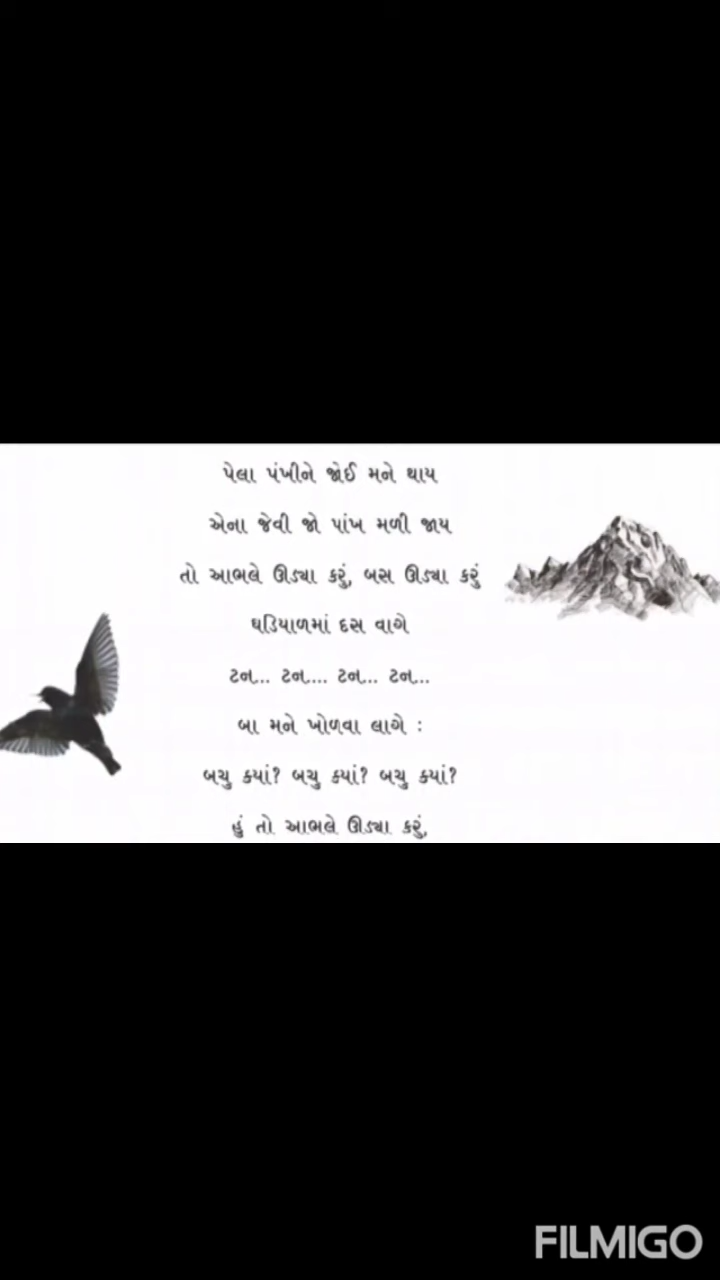 પેલા પંખીને જોઈ મને થાય
એના જેવી જો પાંખ મળી જાય
તો આભલે ઊડ્યા કરું, બસ ઊડ્યા કરું
ઘડિયાળમાં દસ વાગે
ટન... ટન.... ટન... ટન...
બા મને ખોળવા લાગે :
બચુ ક્યાં? બચુ ક્યાં? બચુ ક્યાં?
હું તો આભલે ઊડ્યા કરું,
FILMIGO